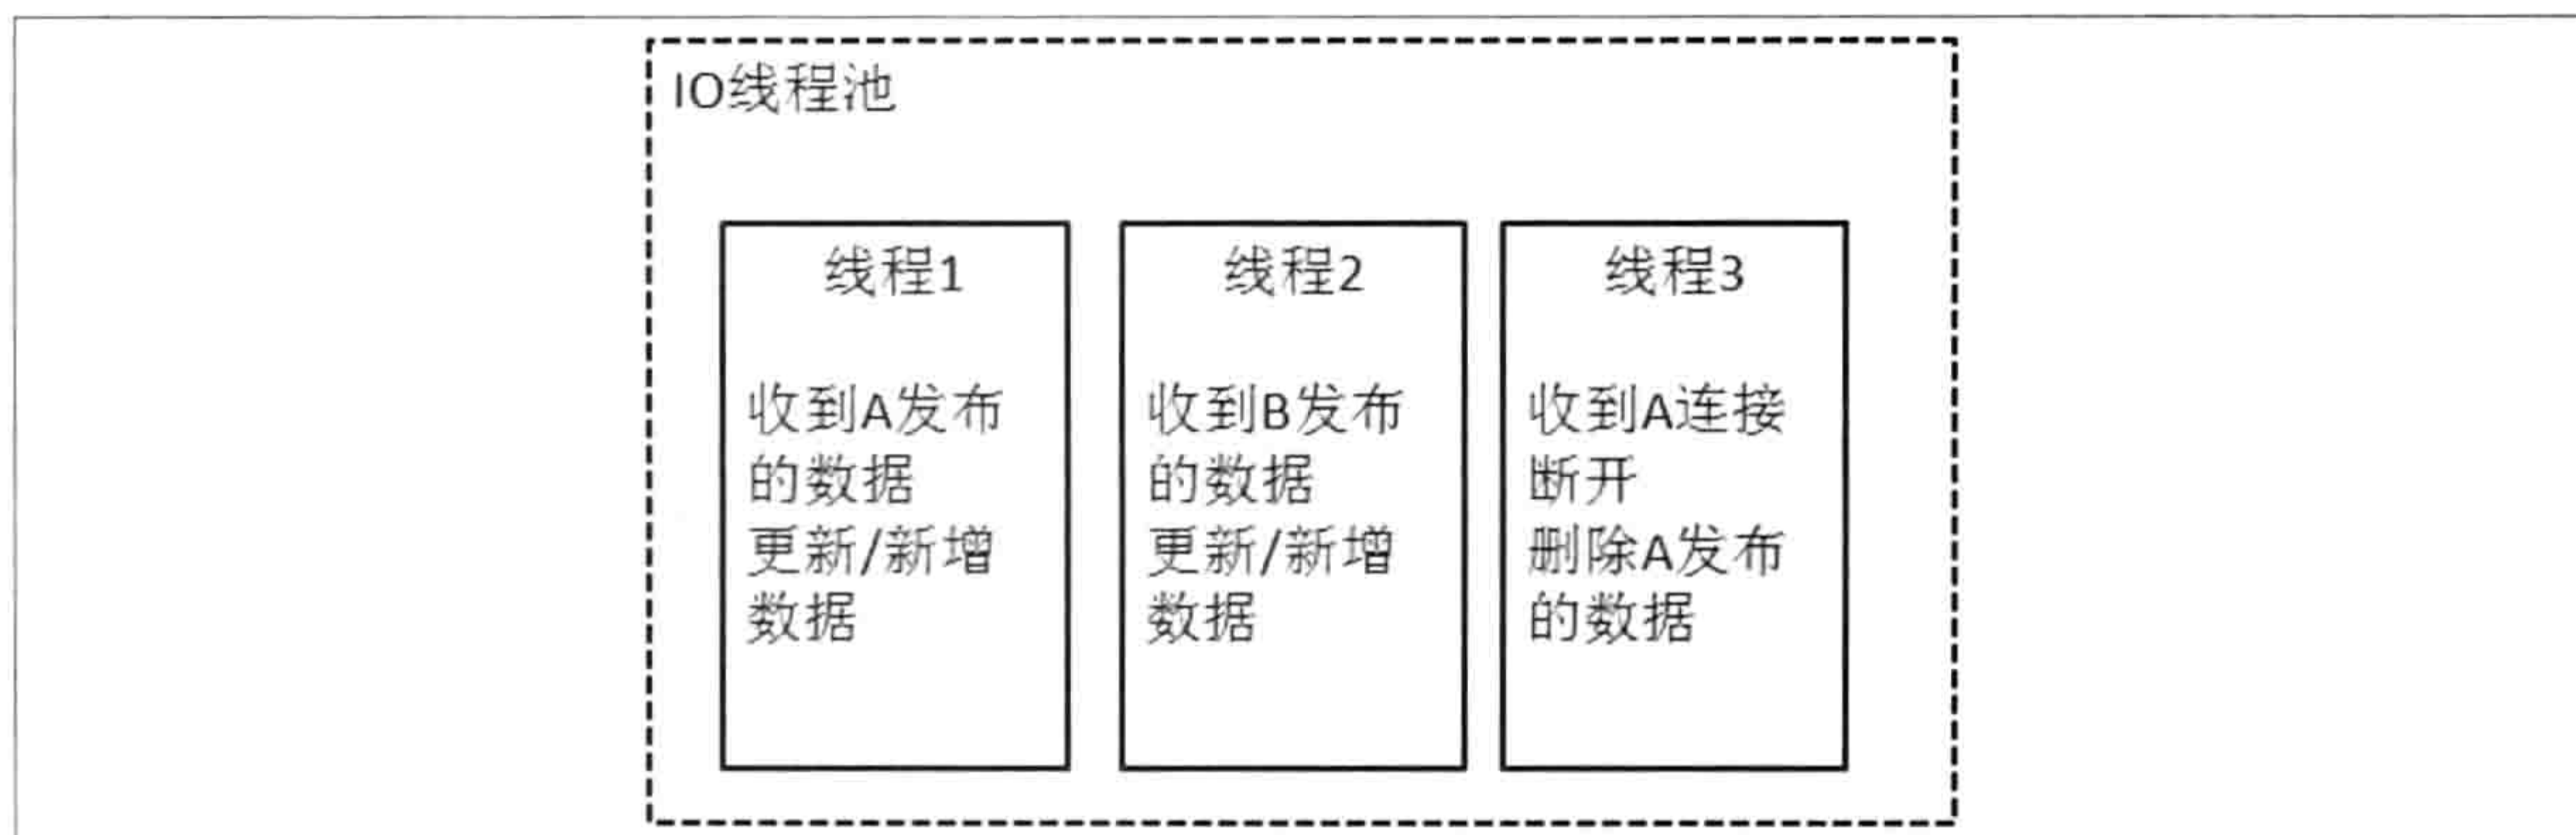 IO线程池
线程1
收到A发布
的数据
更新/新增
数据
线程2
收到B发布
的数据
更新/新增
数据
线程3
收到A连接
断开
删除A发布
的数据